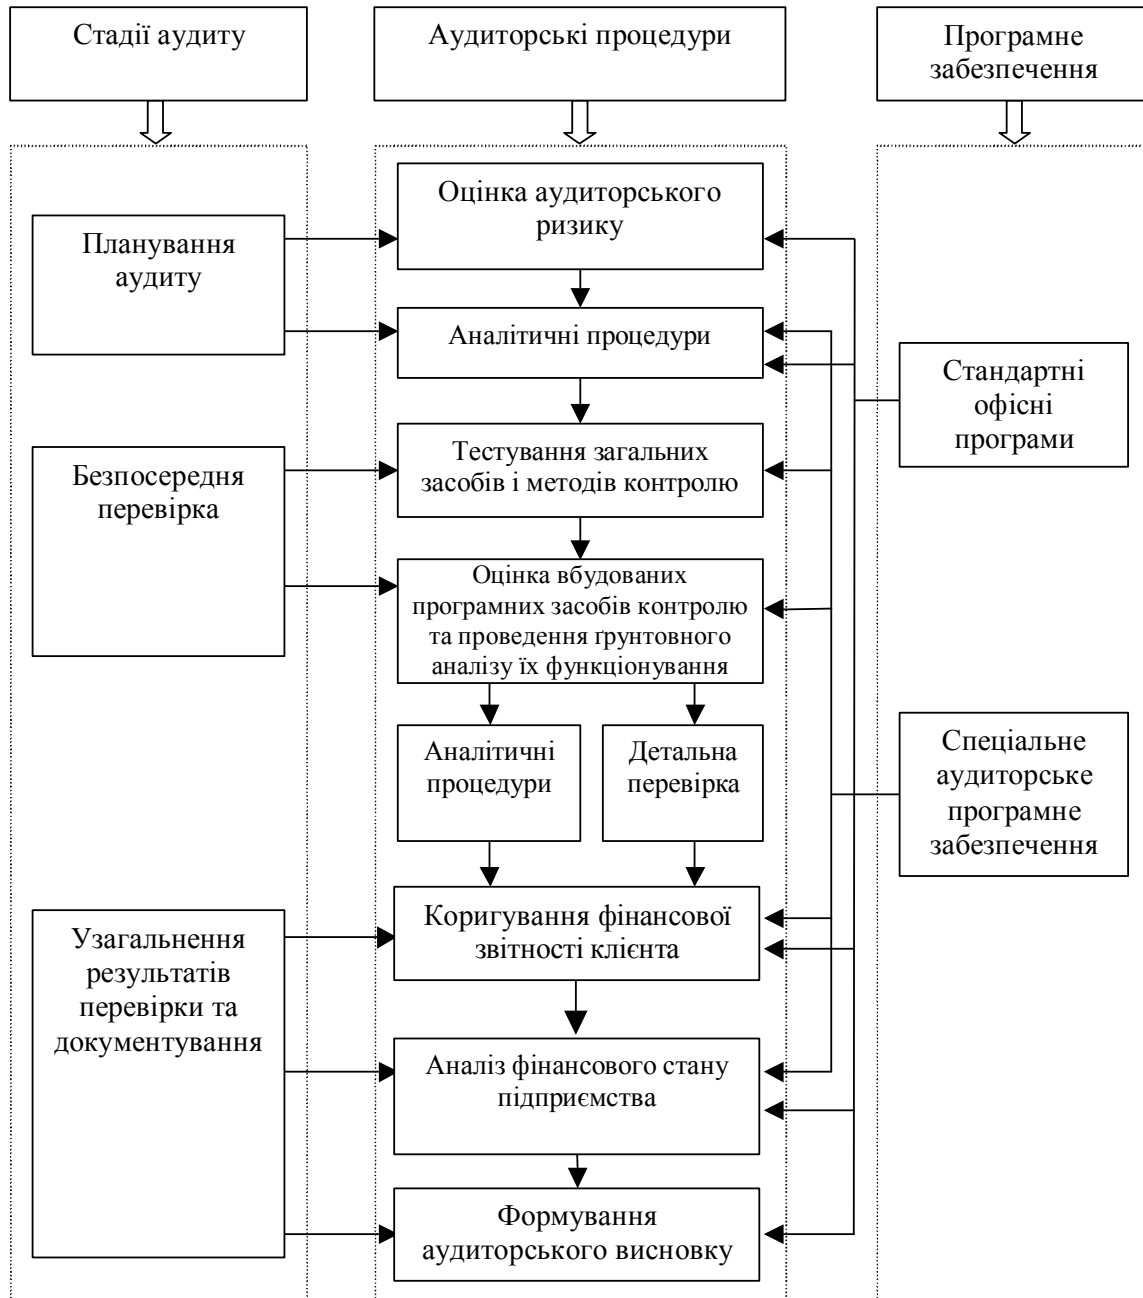 Стадії аудиту
Аудиторські процедури
Програмне
забезпечення
Оцінка аудиторського
ризику
Планування
аудиту
Аналітичні процедури
Стандартні
офісні
програми
Тестування загальних
засобів і методів контролю
Безпосередня
перевірка
Оцінка вбудованих
програмних засобів контролю
та проведення ґрунтовного
аналізу їх функціонування
Аналітичні
процедури
Детальна
перевірка
Спеціальне
аудиторське
програмне
забезпечення
Коригування фінансової
звітності клієнта
Узагальнення
результатів
перевірки та
документування
Аналіз фінансового стану
підприємства
Формування
аудиторського висновку